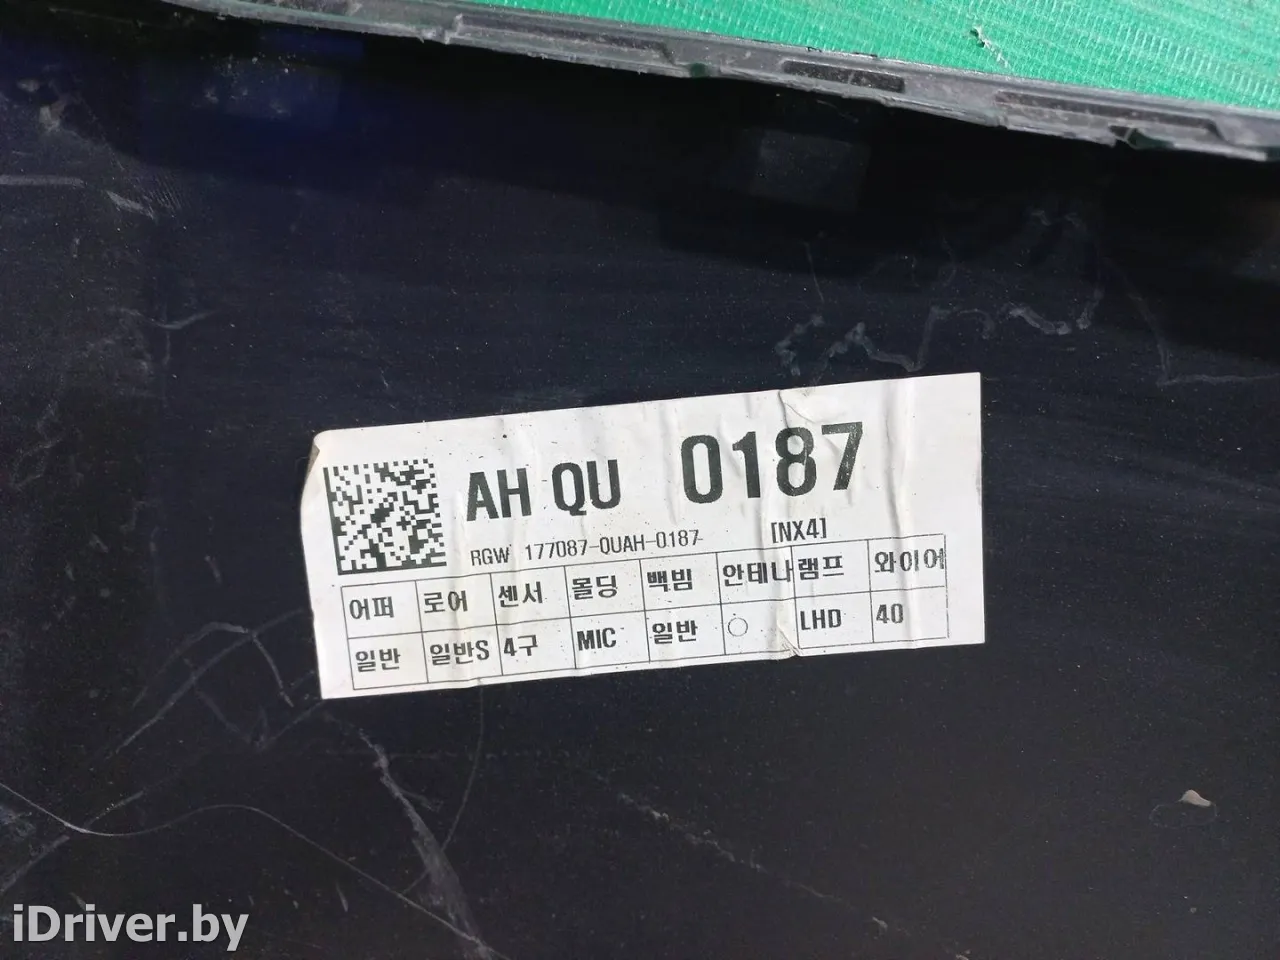 AH QU 0187
RGW 177087-QUAH-0187 [NX4]
어퍼 로어 센서 몰딩 백빔 안테나 램프 와이어
일반 일반S 4구 MIC 일반 ○ LHD 40
iDriver.by